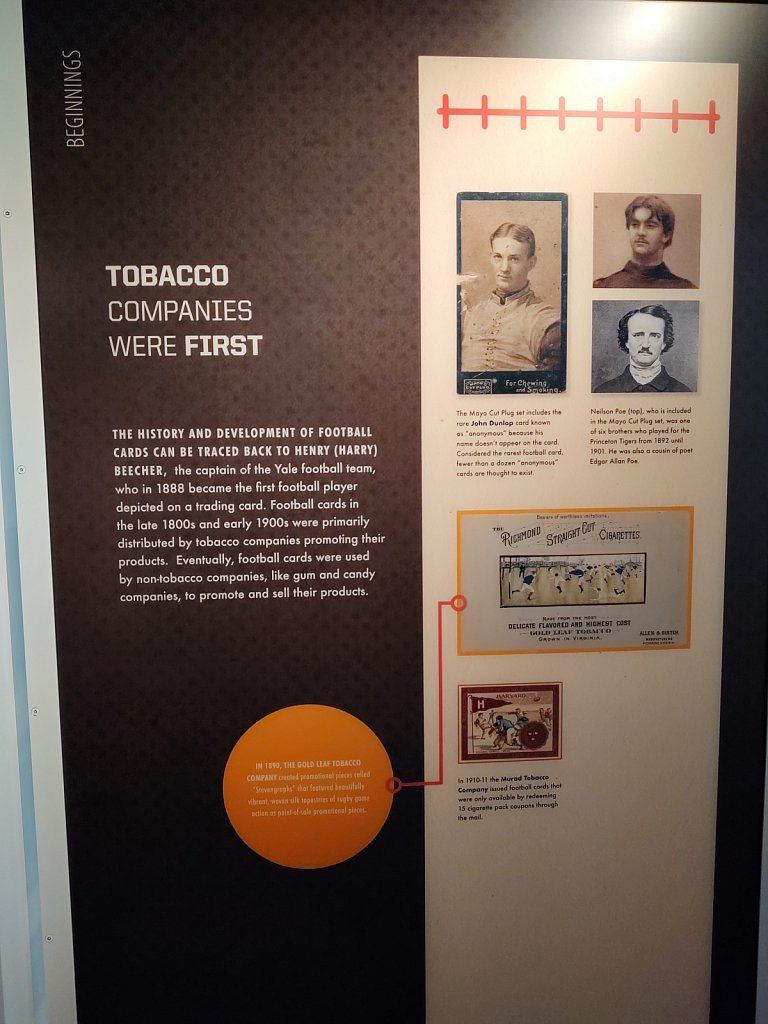 BEGINNINGS
TOBACCO
COMPANIES
WERE FIRST
THE HISTORY AND DEVELOPMENT OF FOOTBALL
CARDS CAN BE TRACED BACK TO HENRY (HARRY)
BEECHER, the captain of the Yale football team,
who in 1888 became the first football player
depicted on a trading card. Football cards in
the late 1800s and early 1900s were primarily
distributed by tobacco companies promoting their
products. Eventually, football cards were used
by non-tobacco companies, like gum and candy
companies, to promote and sell their products.
IN 1890, THE GOLD LEAF TOBACCO
COMPANY created promotional pieces called
"Stevengraphs" that featured beautifully
vibrant, woven silk tapestries of rugby game
action as point-of-sale promotional pieces.
MAYO'S
CUT PLUG
For Chewing
and Smoking.
The Mayo Cut Plug set includes the
rare John Dunlap card known
as "anonymous" because his
name doesn't appear on the card.
Considered the rarest football card,
fewer than a dozen "anonymous"
cards are thought to exist.
Neilson Poe (top), who is included
in the Mayo Cut Plug set, was one
of six brothers who played for the
Princeton Tigers from 1892 until
1901. He was also a cousin of poet
Edgar Allan Poe.
Beware of worthless imitations.
THE RICHMOND STRAIGHT CUT CIGARETTES.
MADE FROM THE MOST
DELICATE FLAVORED AND HIGHEST COST
GOLD LEAF TOBACCO
GROWN IN VIRGINIA.
ALLEN & GINTER
MANUFACTURERS
RICHMOND VIRGINIA
HARVARD
H
In 1910-11 the Murad Tobacco
Company issued football cards that
were only available by redeeming
15 cigarette pack coupons through
the mail.